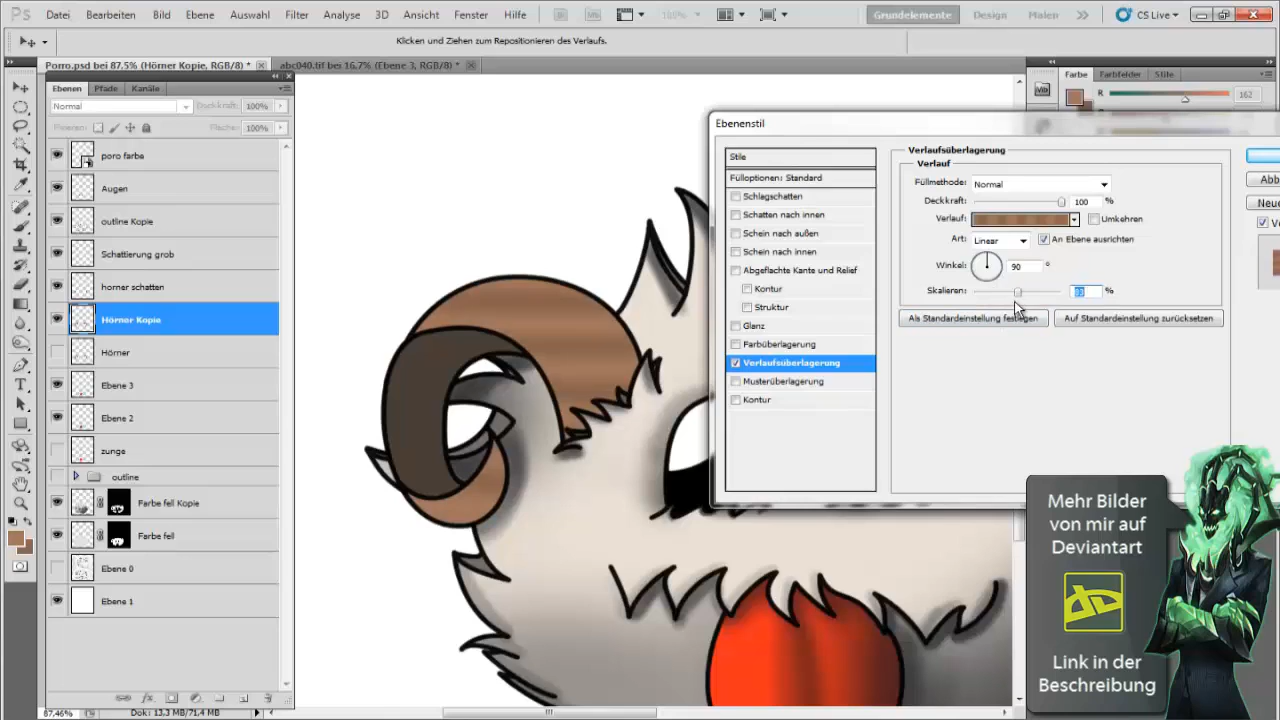 Datei Bearbeiten Bild Ebene Auswahl Filter Analyse 3D Ansicht Fenster Hilfe
Grundelemente Design Malen CS Live
Klicken und Ziehen zum Repositionieren des Verlaufs.
Porro.psd bei 87.5% (Hörner Kopie, RGB/8) *
abc040.tif bei 16.7% (Ebene 3, RGB/8) *
Ebenen Pfade Kanäle
Normal Deckkraft: 100%
Fixieren: Fläche: 100%
poro farbe
Augen
outline Kopie
Schattierung grob
horner schatten
Hörner Kopie
Hörner
Ebene 3
Ebene 2
zunge
outline
Farbe fell Kopie
Farbe fell
Ebene 0
Ebene 1
87.46% Dok: 13,3 MB/71,4 MB
Farbe Farbfelder Stile
R 162
Ebenenstil
Stile
Fülloptionen: Standard
Schlagschatten
Schatten nach innen
Schein nach außen
Schein nach innen
Abgeflachte Kante und Relief
Kontur
Struktur
Glanz
Farbüberlagerung
Verlaufsüberlagerung
Musterüberlagerung
Kontur
Verlaufsüberlagerung
Verlauf
Füllmethode: Normal
Deckkraft: 100 %
Verlauf: Umkehren
Art: Linear An Ebene ausrichten
Winkel: 90 °
Skalieren: %
Als Standardeinstellung festlegen Auf Standardeinstellung zurücksetzen
Mehr Bilder
von mir auf
Deviantart
Link in der
Beschreibung